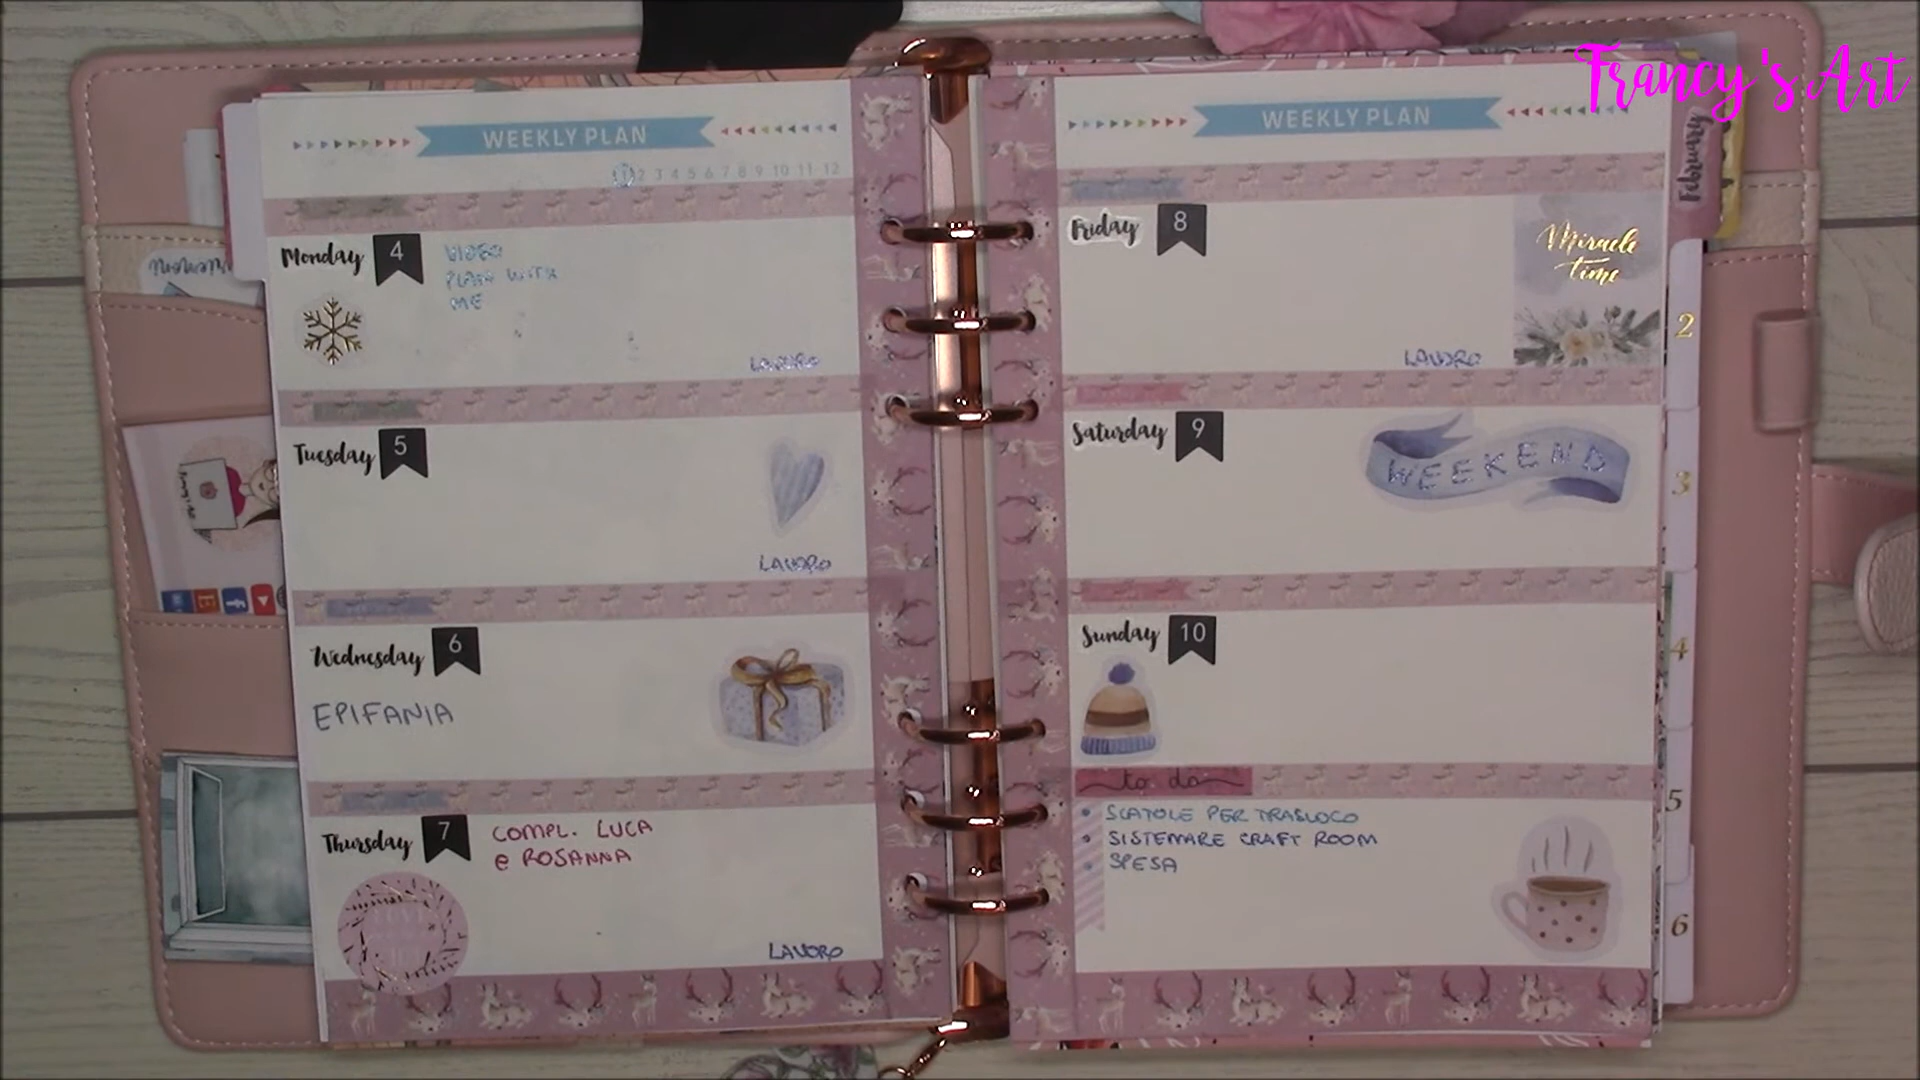 Francy's Art
WEEKLY PLAN
1 2 3 4 5 6 7 8 9 10 11 12
Monday 4
VIDEO
PLAN WITH
ME
LAVORO
Tuesday 5
LAVORO
Wednesday 6
EPIFANIA
Thursday 7
COMPL. LUCA
e ROSANNA
LAVORO
WEEKLY PLAN
Friday 8
Miracle
time
LAVORO
Saturday 9
WEEKEND
Sunday 10
to do
• SCATOLE PER TRASLOCO
• SISTEMARE CRAFT ROOM
• SPESA
February
2
3
4
5
6